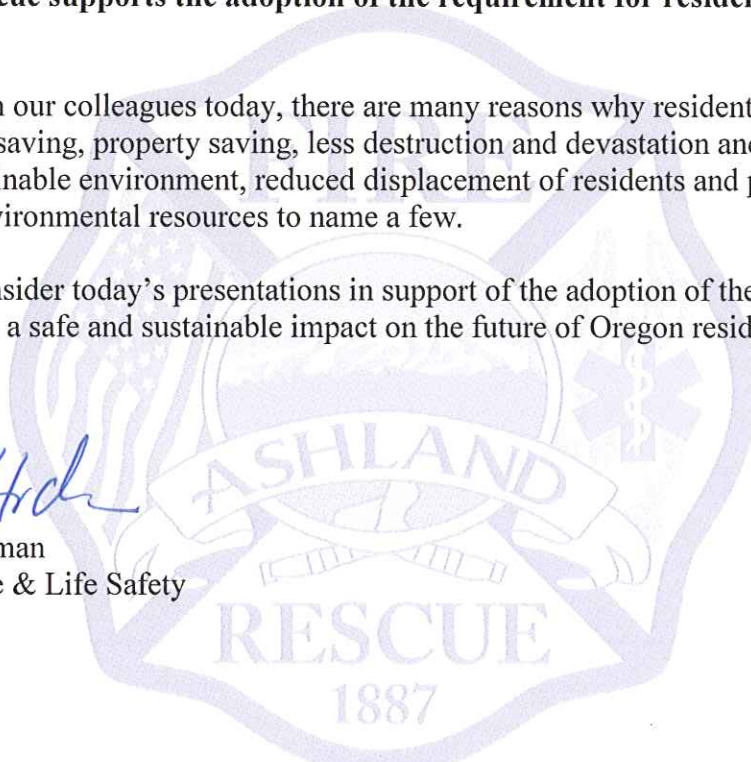 cue supports the adoption of the requirement for residen
n our colleagues today, there are many reasons why resident
saving, property saving, less destruction and devastation and
inable environment, reduced displacement of residents and p
vironmental resources to name a few.
nsider today's presentations in support of the adoption of the
a safe and sustainable impact on the future of Oregon resid
FIRE
ASHLAND
man
e & Life Safety
RESCUE
1887